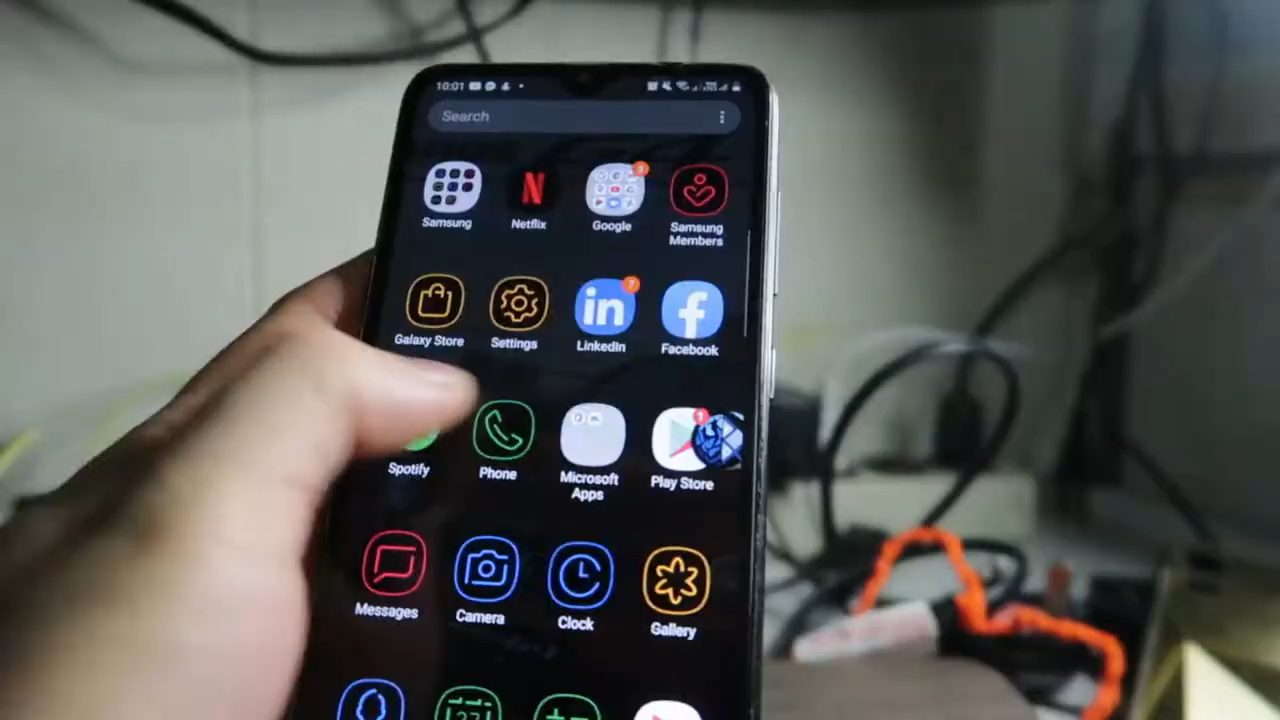 10:01
Search
Samsung
Netflix
Google
Samsung
Members
Galaxy Store
Settings
LinkedIn
Facebook
Spotify
Phone
Microsoft
Apps
Play Store
Messages
Camera
Clock
Gallery